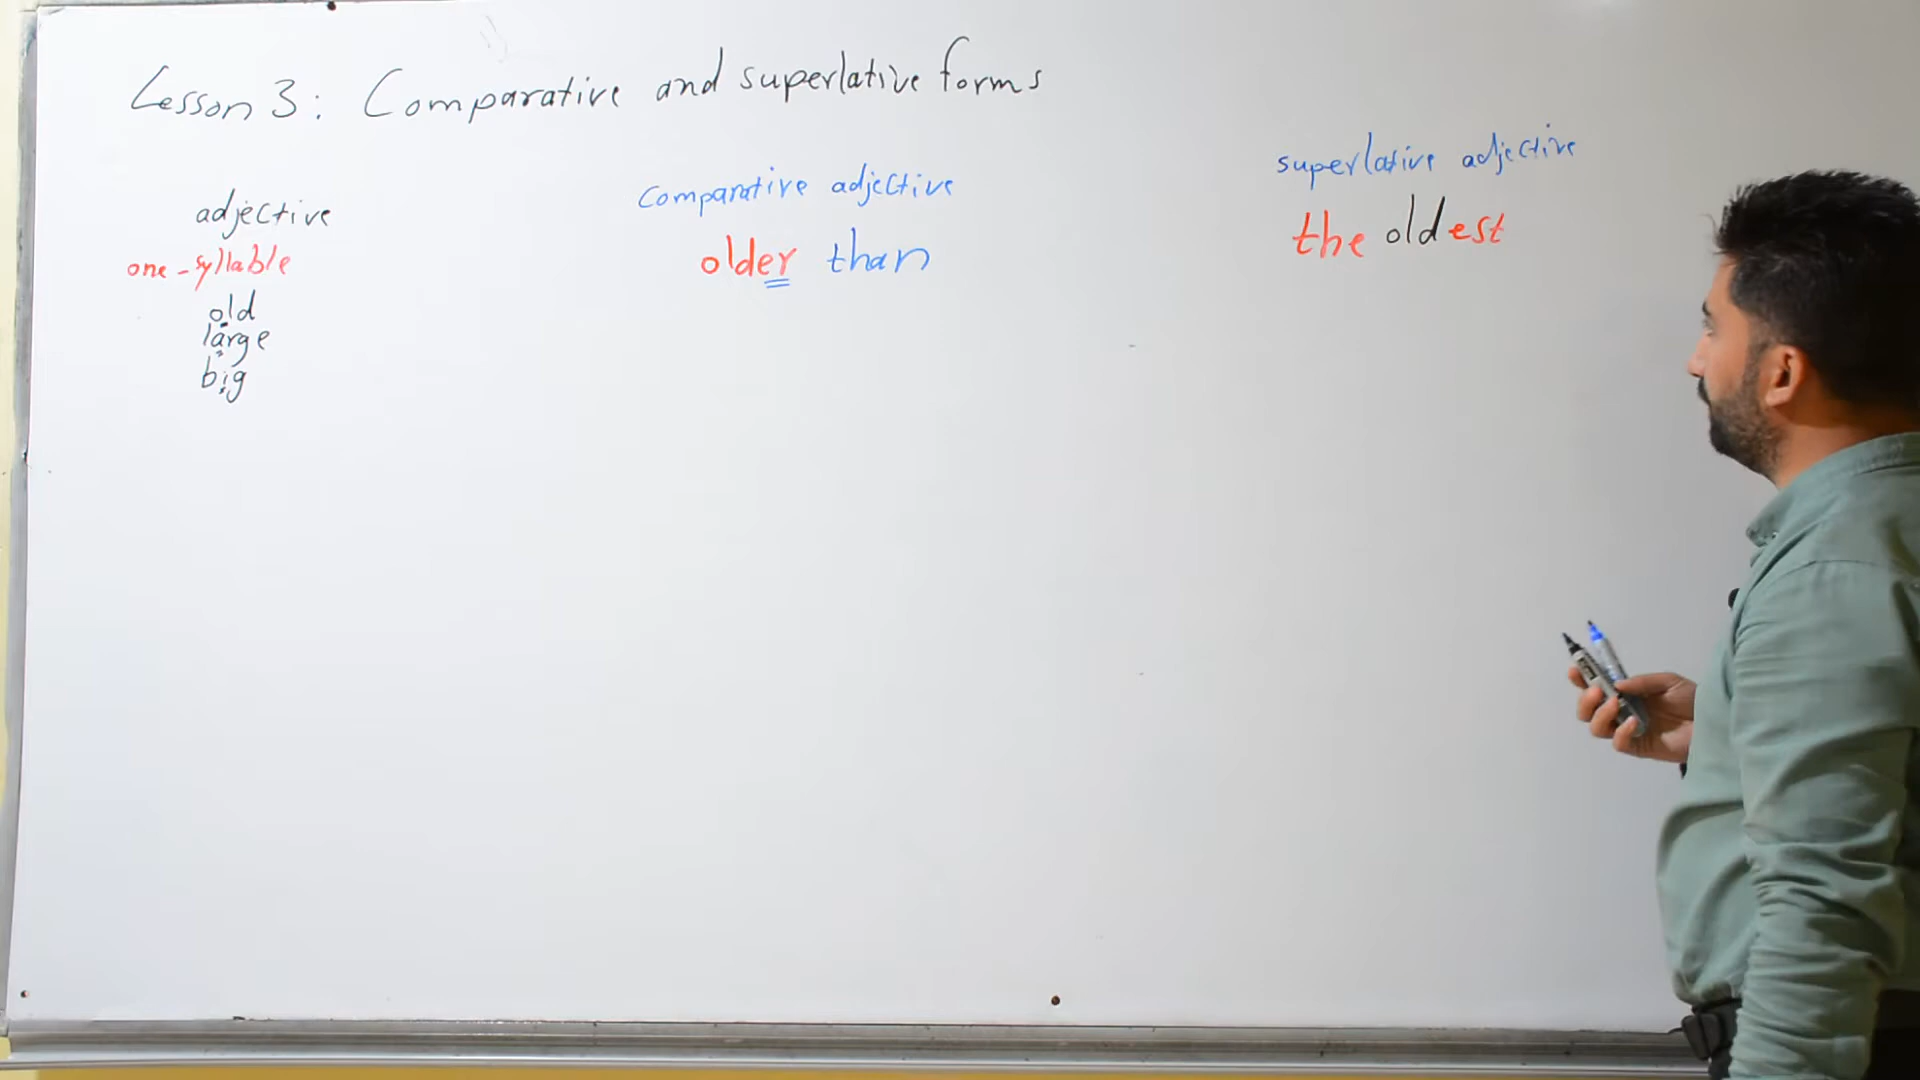 Lesson 3: Comparative and superlative forms
adjective
one-syllable
old
large
big
comparative adjective
older than
superlative adjective
the oldest